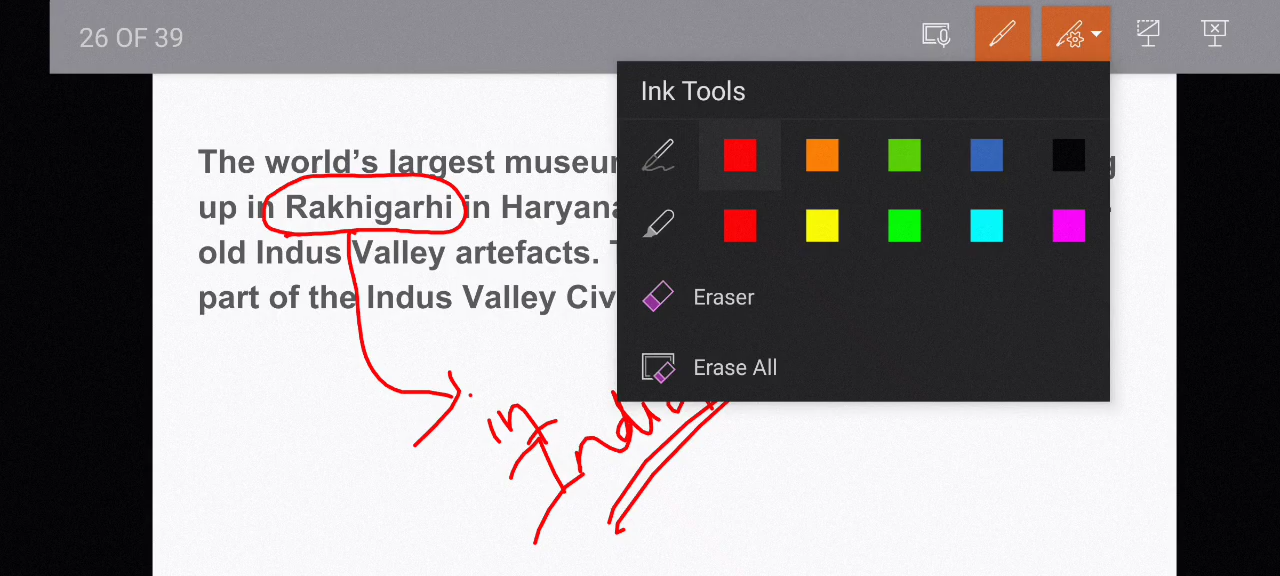 26 OF 39
Ink Tools
The world's largest museum
up in Rakhigarhi in Haryana
old Indus Valley artefacts.
part of the Indus Valley
Eraser
Erase All
in
India